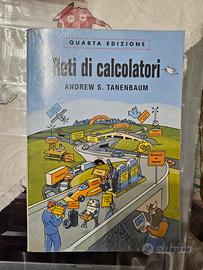 QUARTA EDIZIONE
Reti di calcolatori
ANDREW S. TANENBAUM
subito